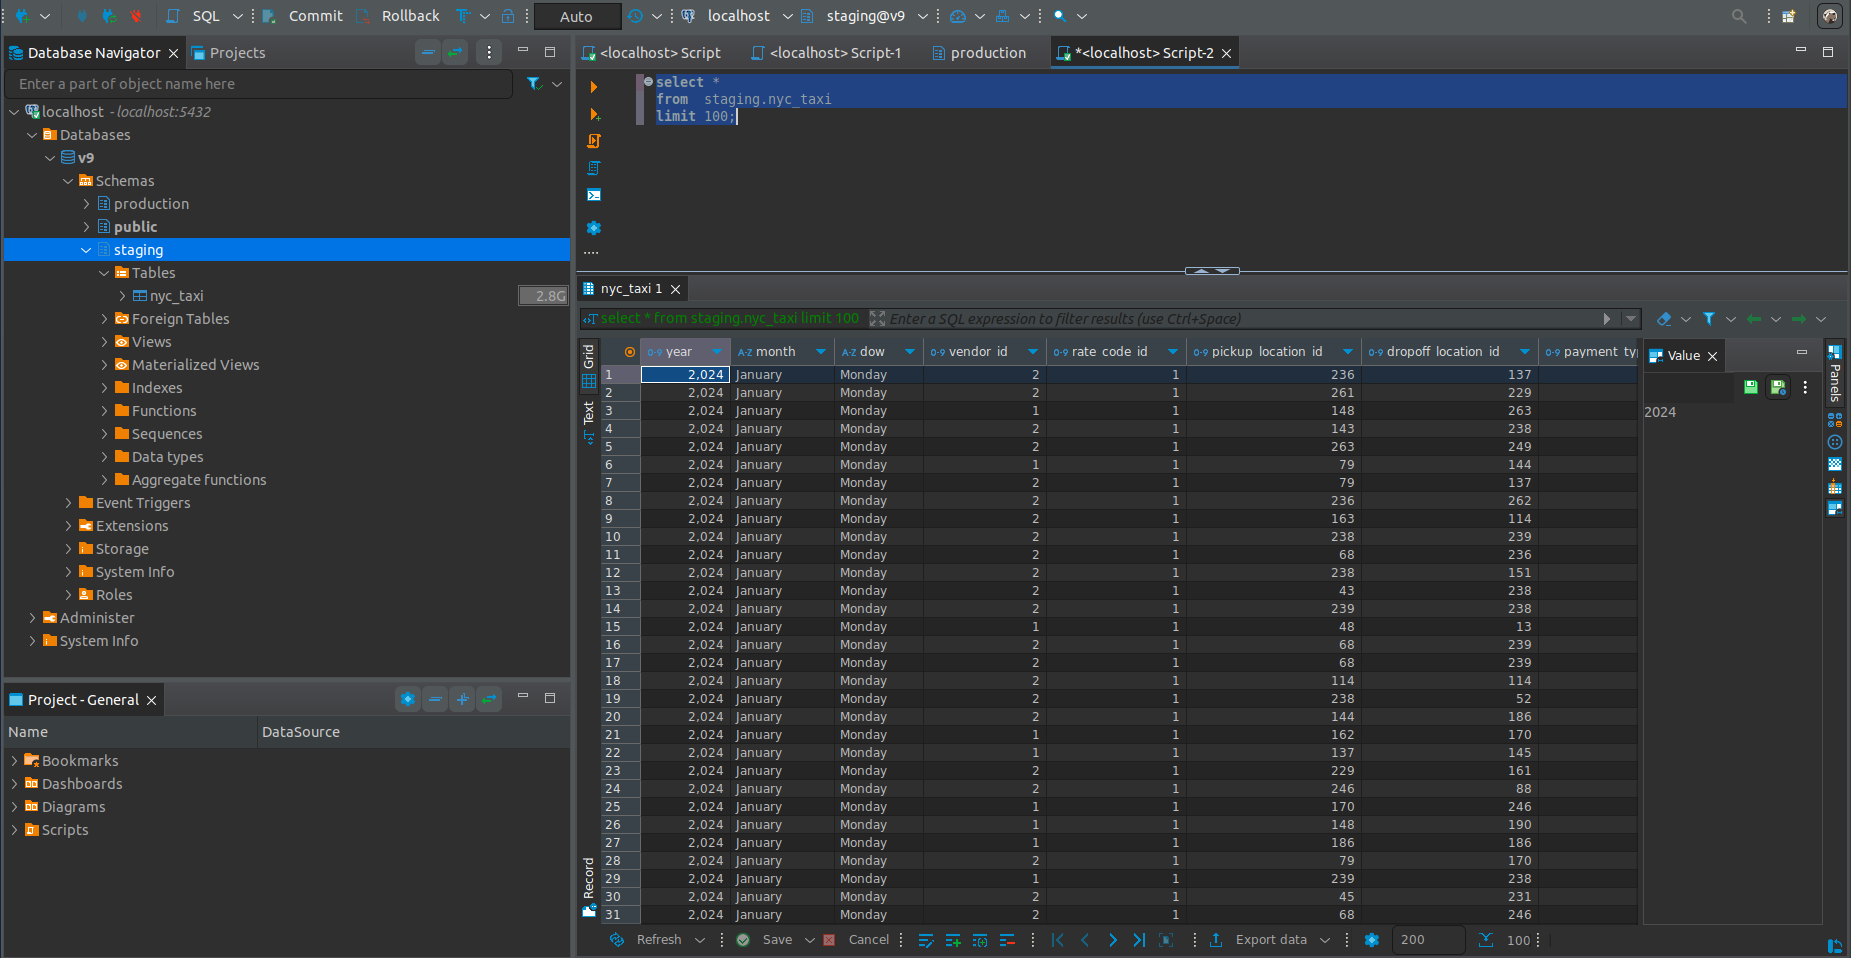 SQL Commit Rollback Auto localhost staging@v9
Database Navigator Projects
Enter a part of object name here
localhost - localhost:5432
Databases
v9
Schemas
production
public
staging
Tables
nyc_taxi 2.8G
Foreign Tables
Views
Materialized Views
Indexes
Functions
Sequences
Data types
Aggregate functions
Event Triggers
Extensions
Storage
System Info
Roles
Administer
System Info
Project - General
Name DataSource
Bookmarks
Dashboards
Diagrams
Scripts
<localhost> Script <localhost> Script-1 production *<localhost> Script-2
select *
from staging.nyc_taxi
limit 100;
nyc_taxi 1
select * from staging.nyc_taxi limit 100 Enter a SQL expression to filter results (use Ctrl+Space)
Grid
Text
Record
year month dow vendor_id rate_code_id pickup_location_id dropoff_location_id payment_ty
1 2,024 January Monday 2 1 236 137
2 2,024 January Monday 2 1 261 229
3 2,024 January Monday 1 1 148 263
4 2,024 January Monday 2 1 143 238
5 2,024 January Monday 2 1 263 249
6 2,024 January Monday 1 1 79 144
7 2,024 January Monday 2 1 79 137
8 2,024 January Monday 2 1 236 262
9 2,024 January Monday 2 1 163 114
10 2,024 January Monday 2 1 238 239
11 2,024 January Monday 2 1 68 236
12 2,024 January Monday 2 1 238 151
13 2,024 January Monday 2 1 43 238
14 2,024 January Monday 2 1 239 238
15 2,024 January Monday 1 1 48 13
16 2,024 January Monday 2 1 68 239
17 2,024 January Monday 2 1 68 239
18 2,024 January Monday 2 1 114 114
19 2,024 January Monday 2 1 238 52
20 2,024 January Monday 2 1 144 186
21 2,024 January Monday 1 1 162 170
22 2,024 January Monday 1 1 137 145
23 2,024 January Monday 2 1 229 161
24 2,024 January Monday 2 1 246 88
25 2,024 January Monday 1 1 170 246
26 2,024 January Monday 1 1 148 190
27 2,024 January Monday 1 1 186 186
28 2,024 January Monday 2 1 79 170
29 2,024 January Monday 1 1 239 238
30 2,024 January Monday 2 1 45 231
31 2,024 January Monday 2 1 68 246
Value
2024
Panels
Refresh Save Cancel Export data 200 100